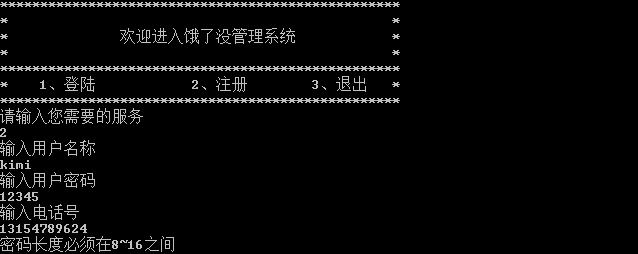 **************************************************
*                                                *
*              欢迎进入饿了没管理系统              *
*                                                *
**************************************************
*    1、登陆            2、注册        3、退出   *
**************************************************
请输入您需要的服务
2
输入用户名称
kimi
输入用户密码
12345
输入电话号
13154789624
密码长度必须在8~16之间